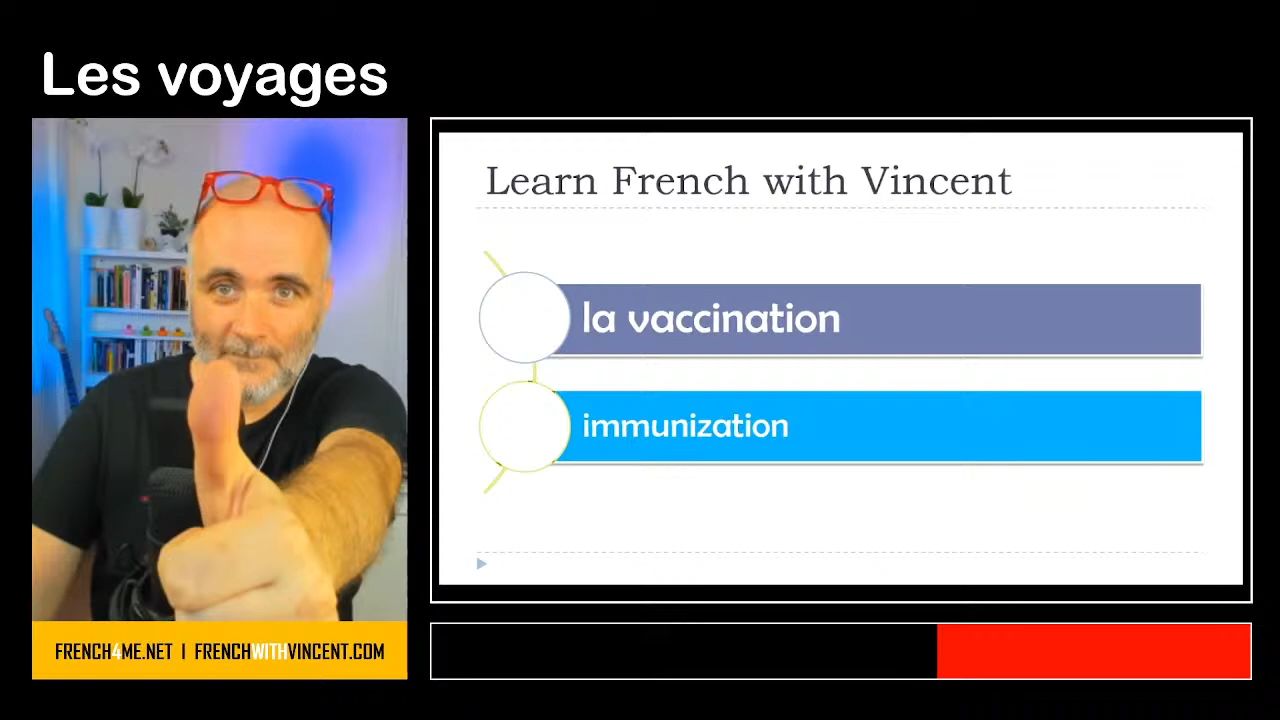 Les voyages
Learn French with Vincent
la vaccination
immunization
FRENCH4ME.NET | FRENCHWITHVINCENT.COM